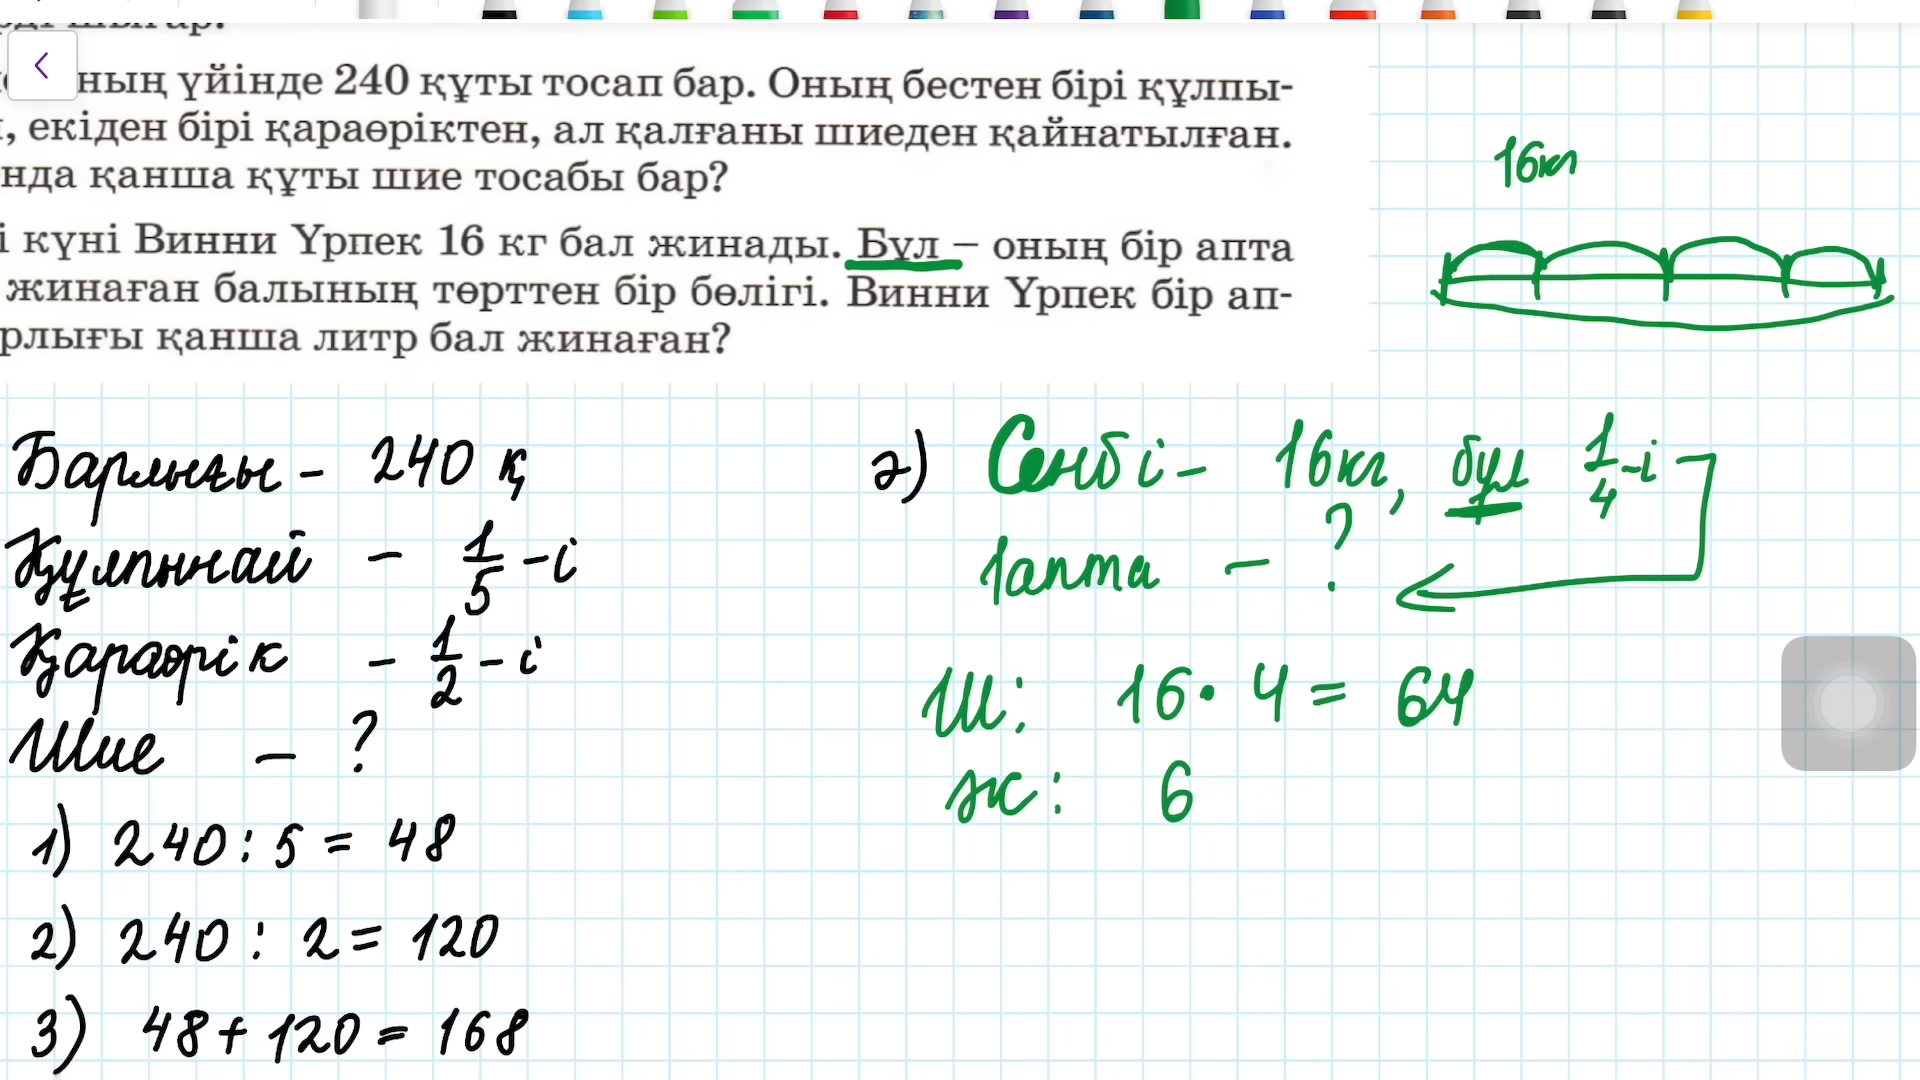 ның үйінде 240 құты тосап бар. Оның бестен бірі құлпы-
, екіден бірі қараөріктен, ал қалғаны шиеден қайнатылған.
нда қанша құты шие тосабы бар?
і күні Винни Үрпек 16 кг бал жинады. Бұл – оның бір апта
жинаған балының төрттен бір бөлігі. Винни Үрпек бір ап-
рлығы қанша литр бал жинаған?
16кг
Барлығы – 240 қ
Құлпынай – 1/5 -і
Қараөрік – 1/2 -і
Шие – ?
1) 240 : 5 = 48
2) 240 : 2 = 120
3) 48 + 120 = 168
ә) Сенбі – 16кг, бұл 1/4 -і
1апта – ?
Ш: 16 · 4 = 64
Ж: 6